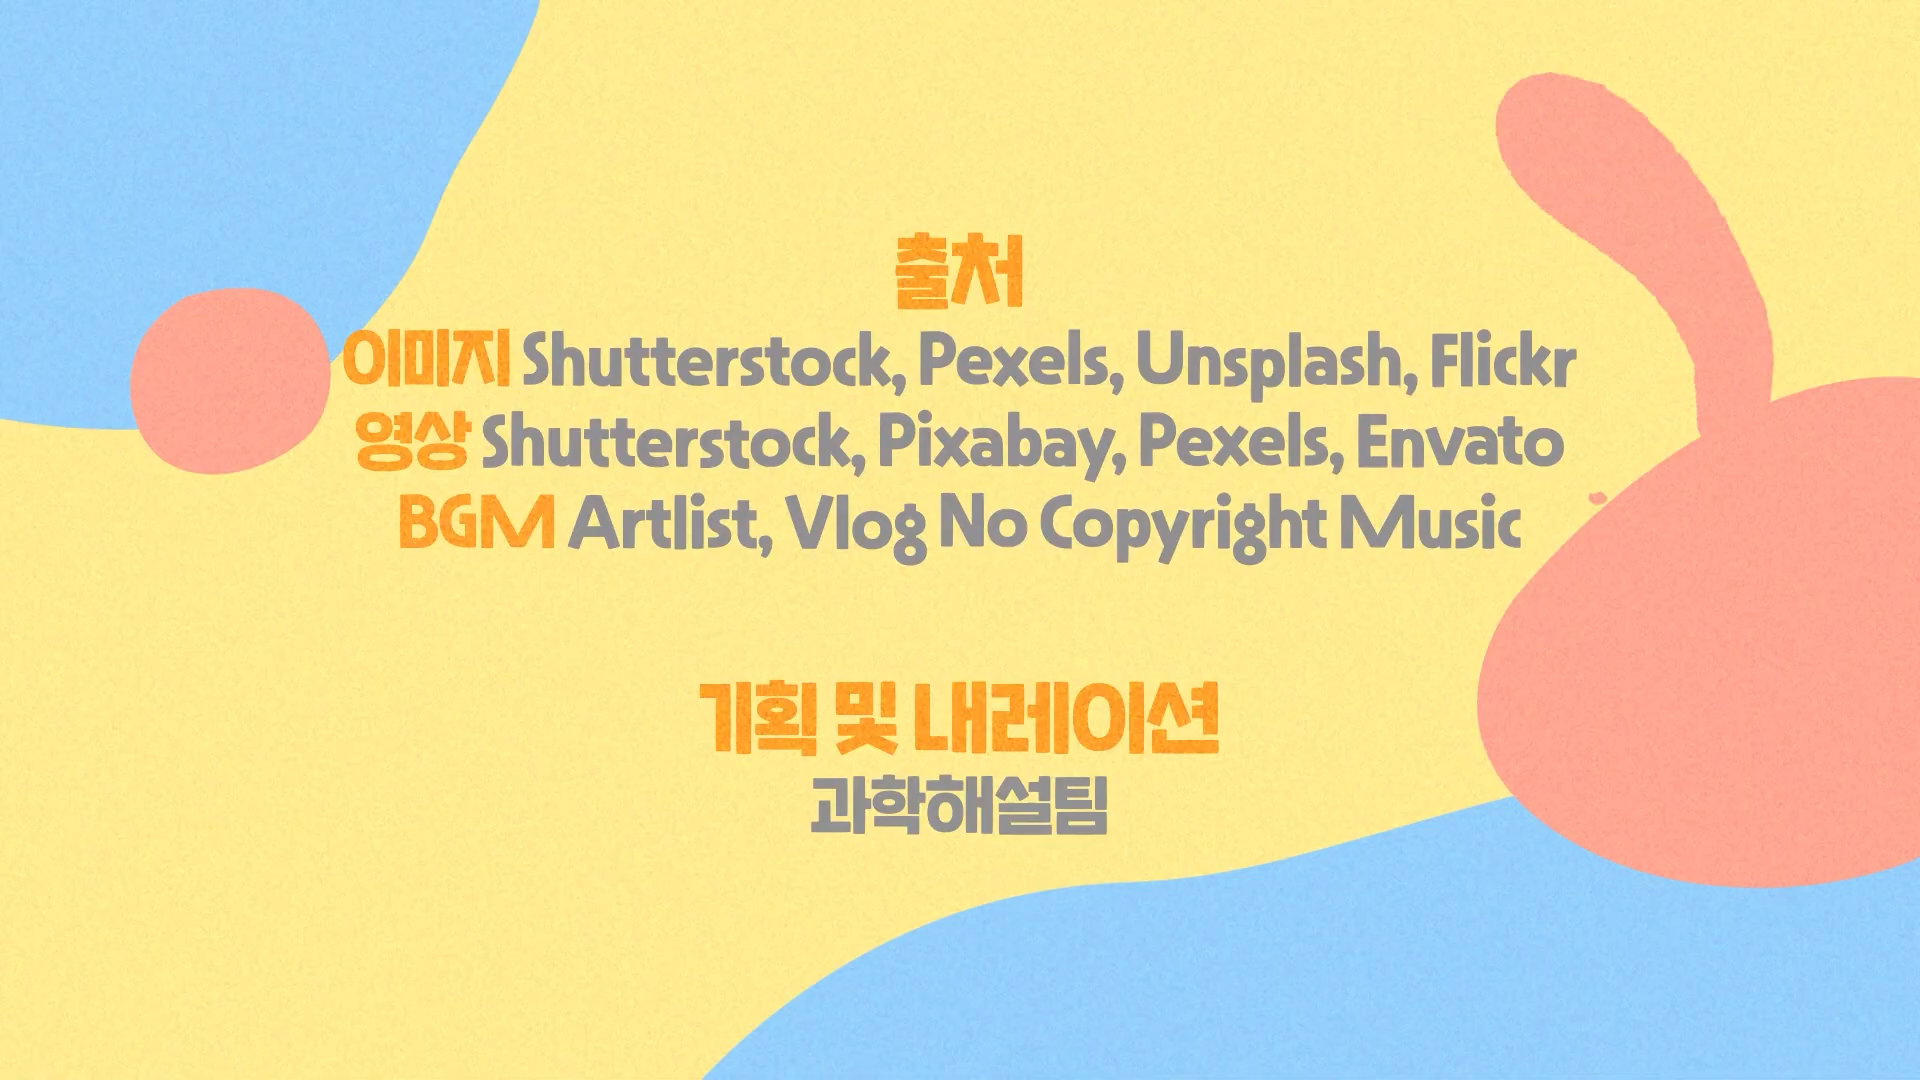 출처
이미지 Shutterstock, Pexels, Unsplash, Flickr
영상 Shutterstock, Pixabay, Pexels, Envato
BGM Artlist, Vlog No Copyright Music
기획 및 내레이션
과학해설팀